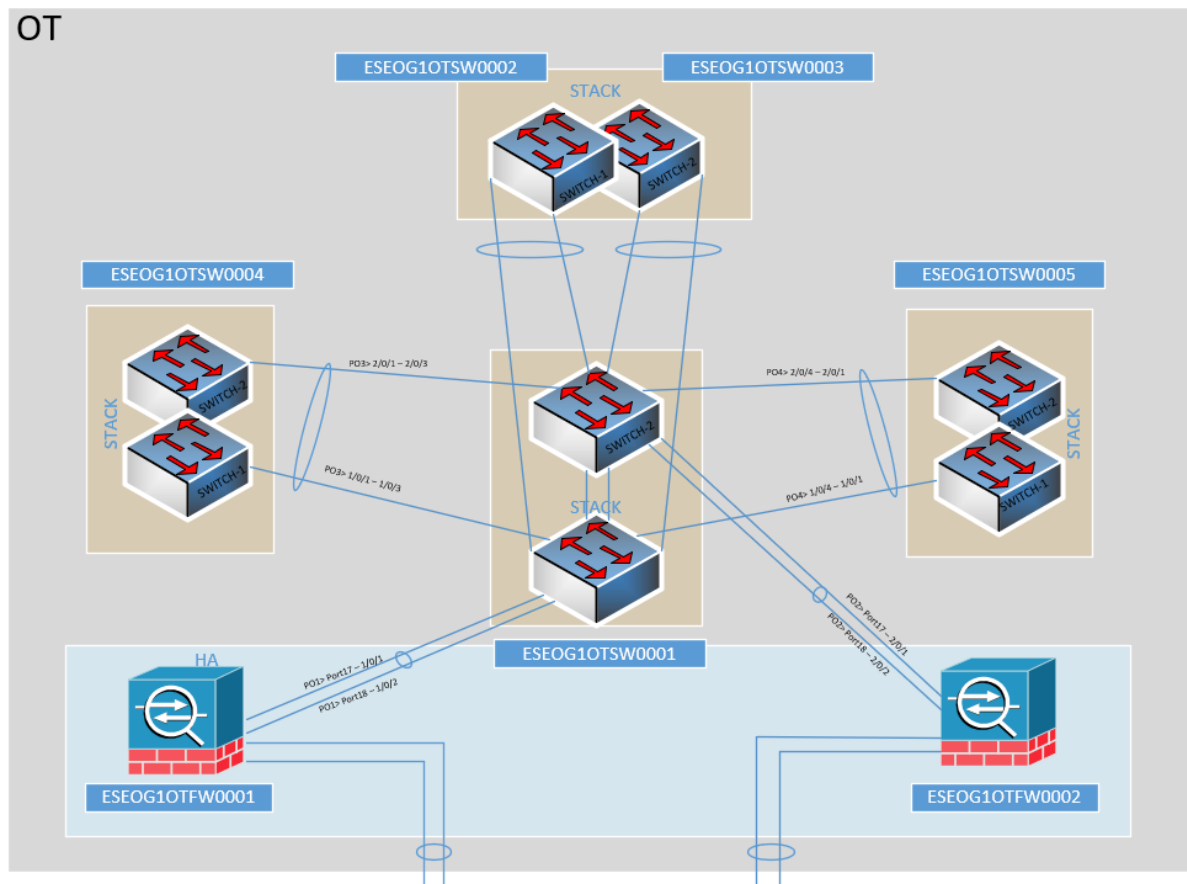 OT
ESEOG1OTSW0002
ESEOG1OTSW0003
STACK
SWITCH-1
SWITCH-2
ESEOG1OTSW0004
ESEOG1OTSW0005
PO3> 2/0/1 – 2/0/3
PO4> 2/0/4 – 2/0/1
SWITCH-2
STACK
SWITCH-1
SWITCH-2
SWITCH-2
STACK
SWITCH-1
PO3> 1/0/1 – 1/0/3
PO4> 1/0/4 – 1/0/1
STACK
PO2> Port17 – 2/0/1
PO2> Port18 – 2/0/2
ESEOG1OTSW0001
HA
PO1> Port17 – 1/0/1
PO1> Port18 – 1/0/2
ESEOG1OTFW0001
ESEOG1OTFW0002